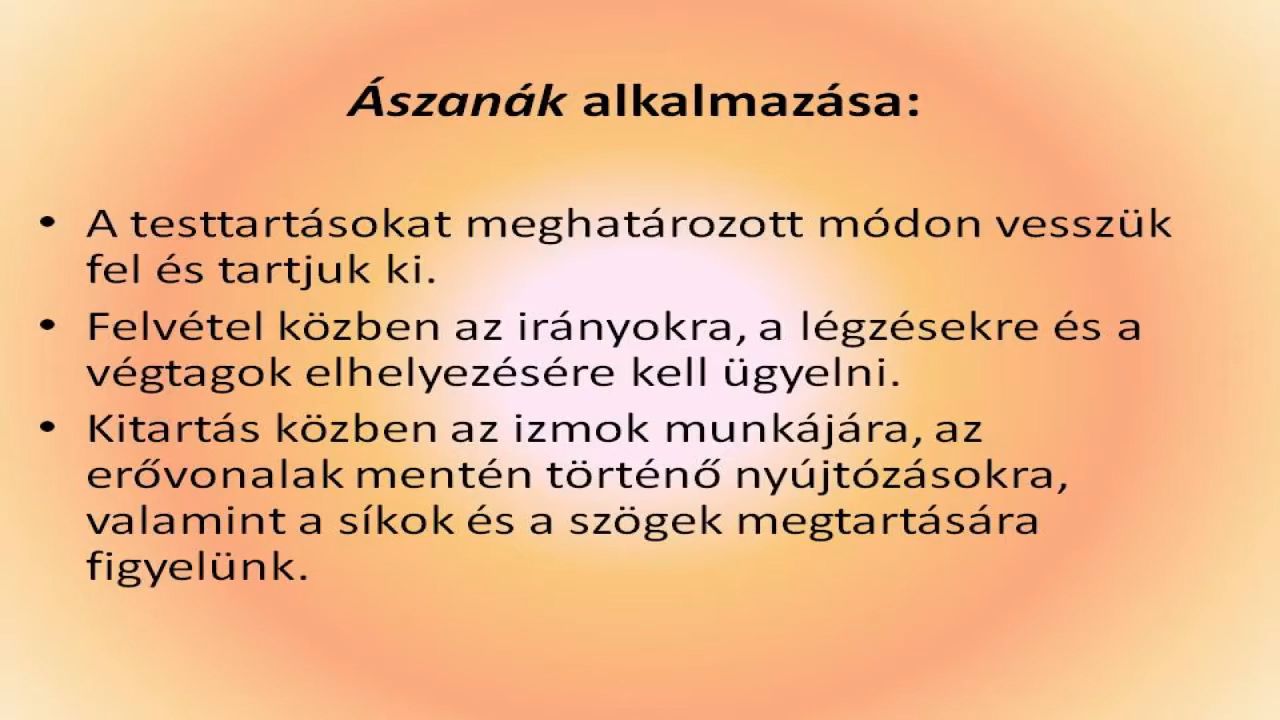 Ászanák alkalmazása:
• A testtartásokat meghatározott módon vesszük
fel és tartjuk ki.
• Felvétel közben az irányokra, a légzésekre és a
végtagok elhelyezésére kell ügyelni.
• Kitartás közben az izmok munkájára, az
erővonalak mentén történő nyújtózásokra,
valamint a síkok és a szögek megtartására
figyelünk.